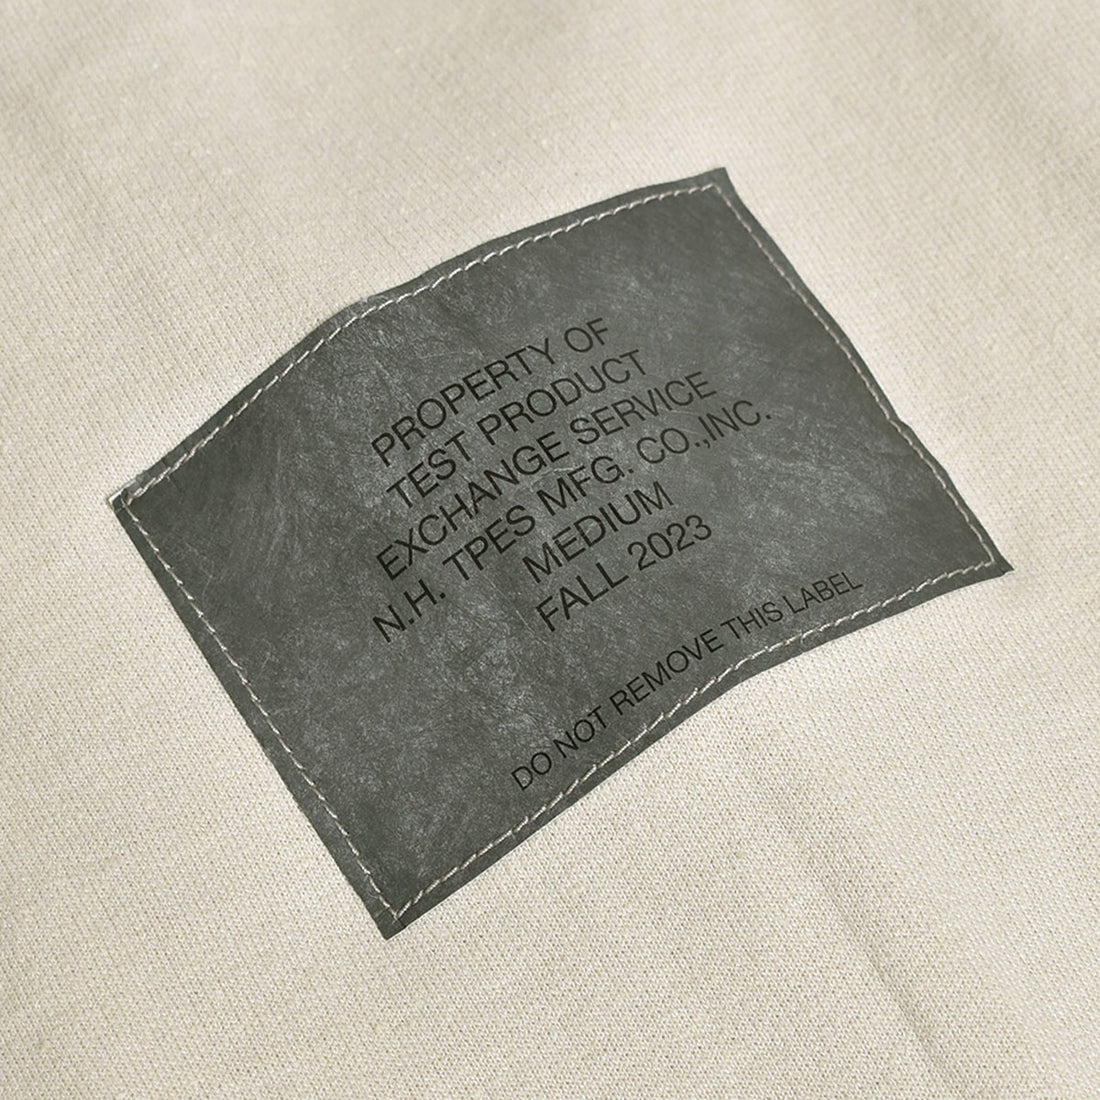 PROPERTY OF
TEST PRODUCT
EXCHANGE SERVICE
N.H. TPES MFG. CO.,INC.
MEDIUM
FALL 2023
DO NOT REMOVE THIS LABEL